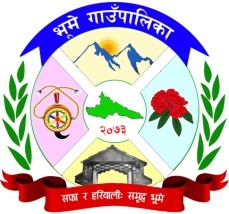 भूमे गाउँपालिका
२०७३
सफा र हरियाली: समृद्ध भूमे